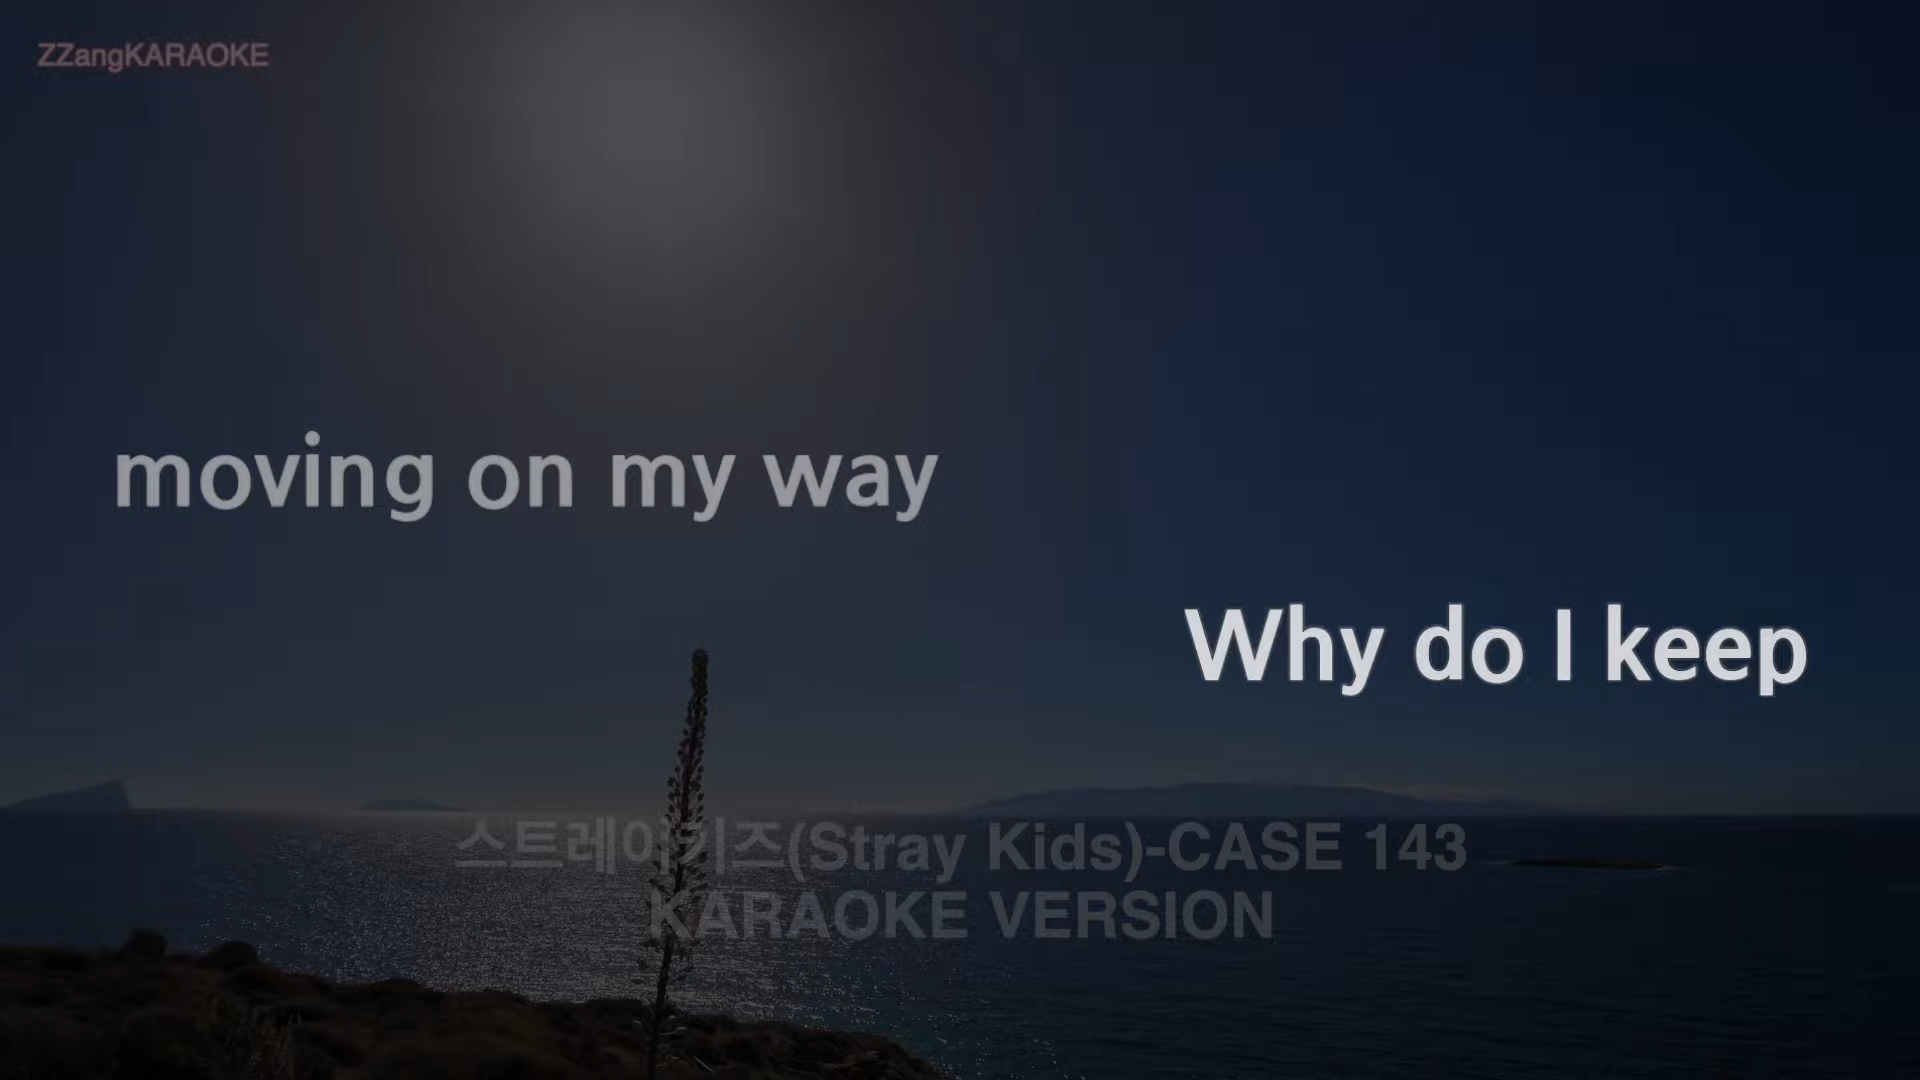 ZZangKARAOKE
moving on my way
Why do I keep
스트레이키즈(Stray Kids)-CASE 143
KARAOKE VERSION